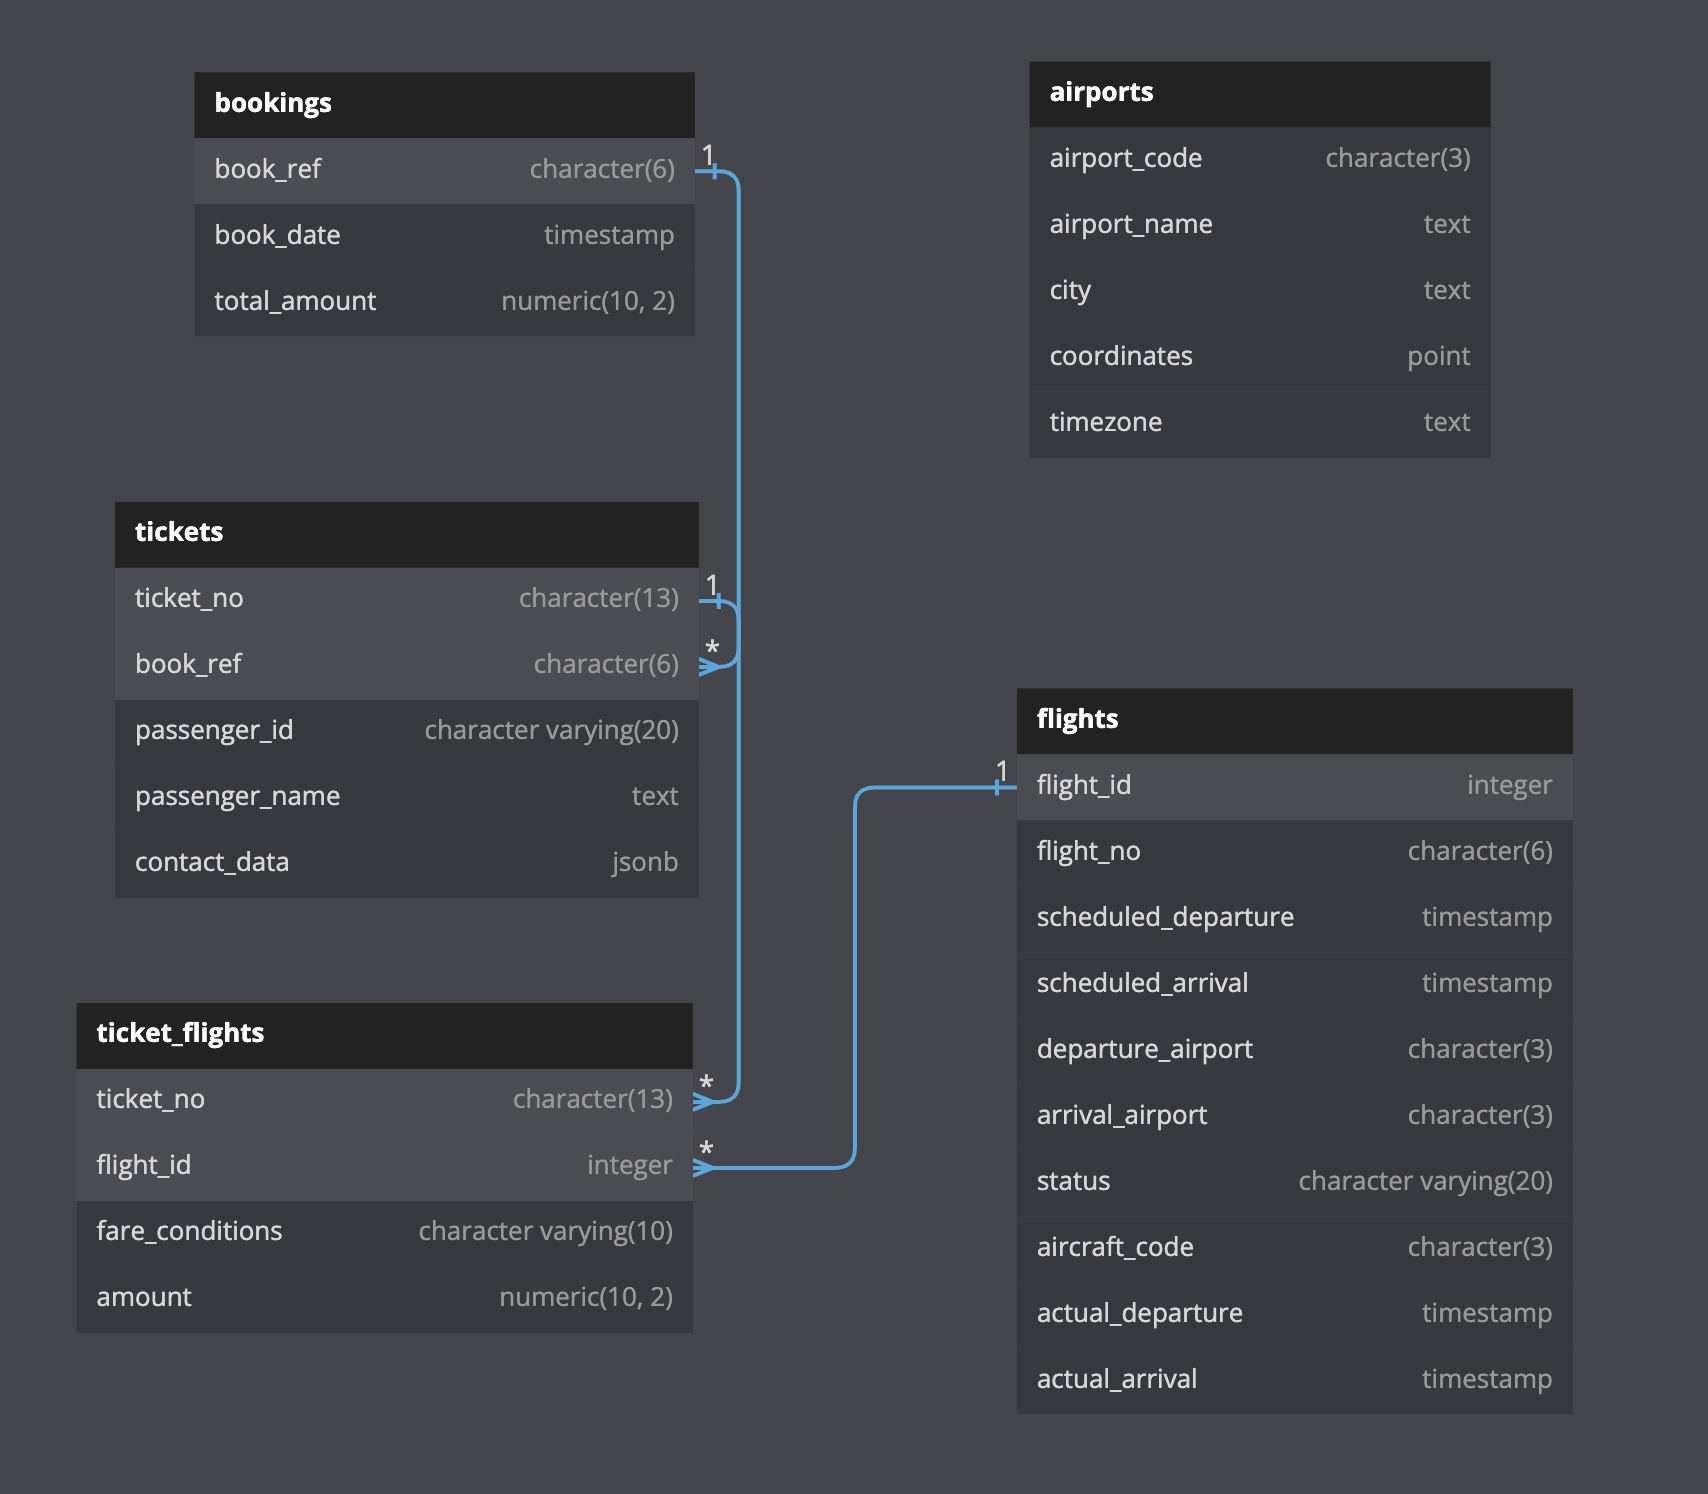 bookings
book_ref character(6)
book_date timestamp
total_amount numeric(10, 2)
1
airports
airport_code character(3)
airport_name text
city text
coordinates point
timezone text
tickets
ticket_no character(13)
1
book_ref character(6)
*
passenger_id character varying(20)
passenger_name text
contact_data jsonb
flights
1
flight_id integer
flight_no character(6)
scheduled_departure timestamp
scheduled_arrival timestamp
departure_airport character(3)
arrival_airport character(3)
status character varying(20)
aircraft_code character(3)
actual_departure timestamp
actual_arrival timestamp
ticket_flights
ticket_no character(13)
*
flight_id integer
*
fare_conditions character varying(10)
amount numeric(10, 2)